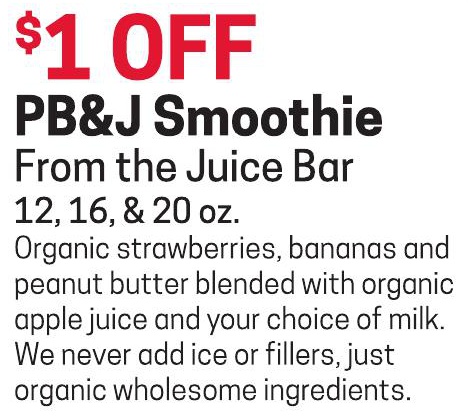 $1 OFF
PB&J Smoothie
From the Juice Bar
12, 16, & 20 oz.
Organic strawberries, bananas and
peanut butter blended with organic
apple juice and your choice of milk.
We never add ice or fillers, just
organic wholesome ingredients.